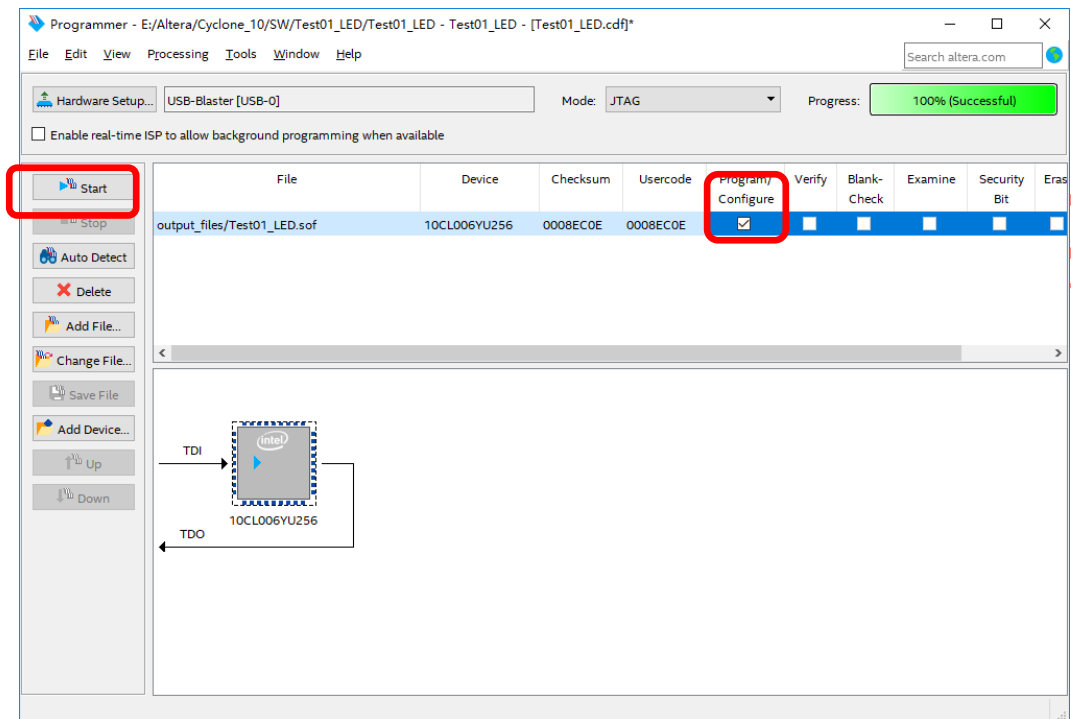 Programmer - E:/Altera/Cyclone_10/SW/Test01_LED/Test01_LED - Test01_LED - [Test01_LED.cdf]*
File Edit View Processing Tools Window Help
Search altera.com
Hardware Setup... USB-Blaster [USB-0] Mode: JTAG Progress: 100% (Successful)
Enable real-time ISP to allow background programming when available
Start
Stop
Auto Detect
Delete
Add File...
Change File...
Save File
Add Device...
Up
Down
File Device Checksum Usercode Program/ Configure Verify Blank- Check Examine Security Bit Eras
output_files/Test01_LED.sof 10CL006YU256 0008EC0E 0008EC0E
TDI
intel
10CL006YU256
TDO